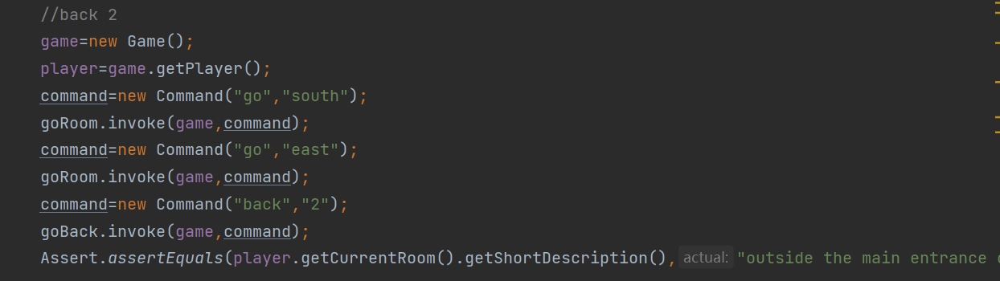 //back 2
game=new Game();
player=game.getPlayer();
command=new Command("go","south");
goRoom.invoke(game,command);
command=new Command("go","east");
goRoom.invoke(game,command);
command=new Command("back","2");
goBack.invoke(game,command);
Assert.assertEquals(player.getCurrentRoom().getShortDescription(), actual: "outside the main entrance